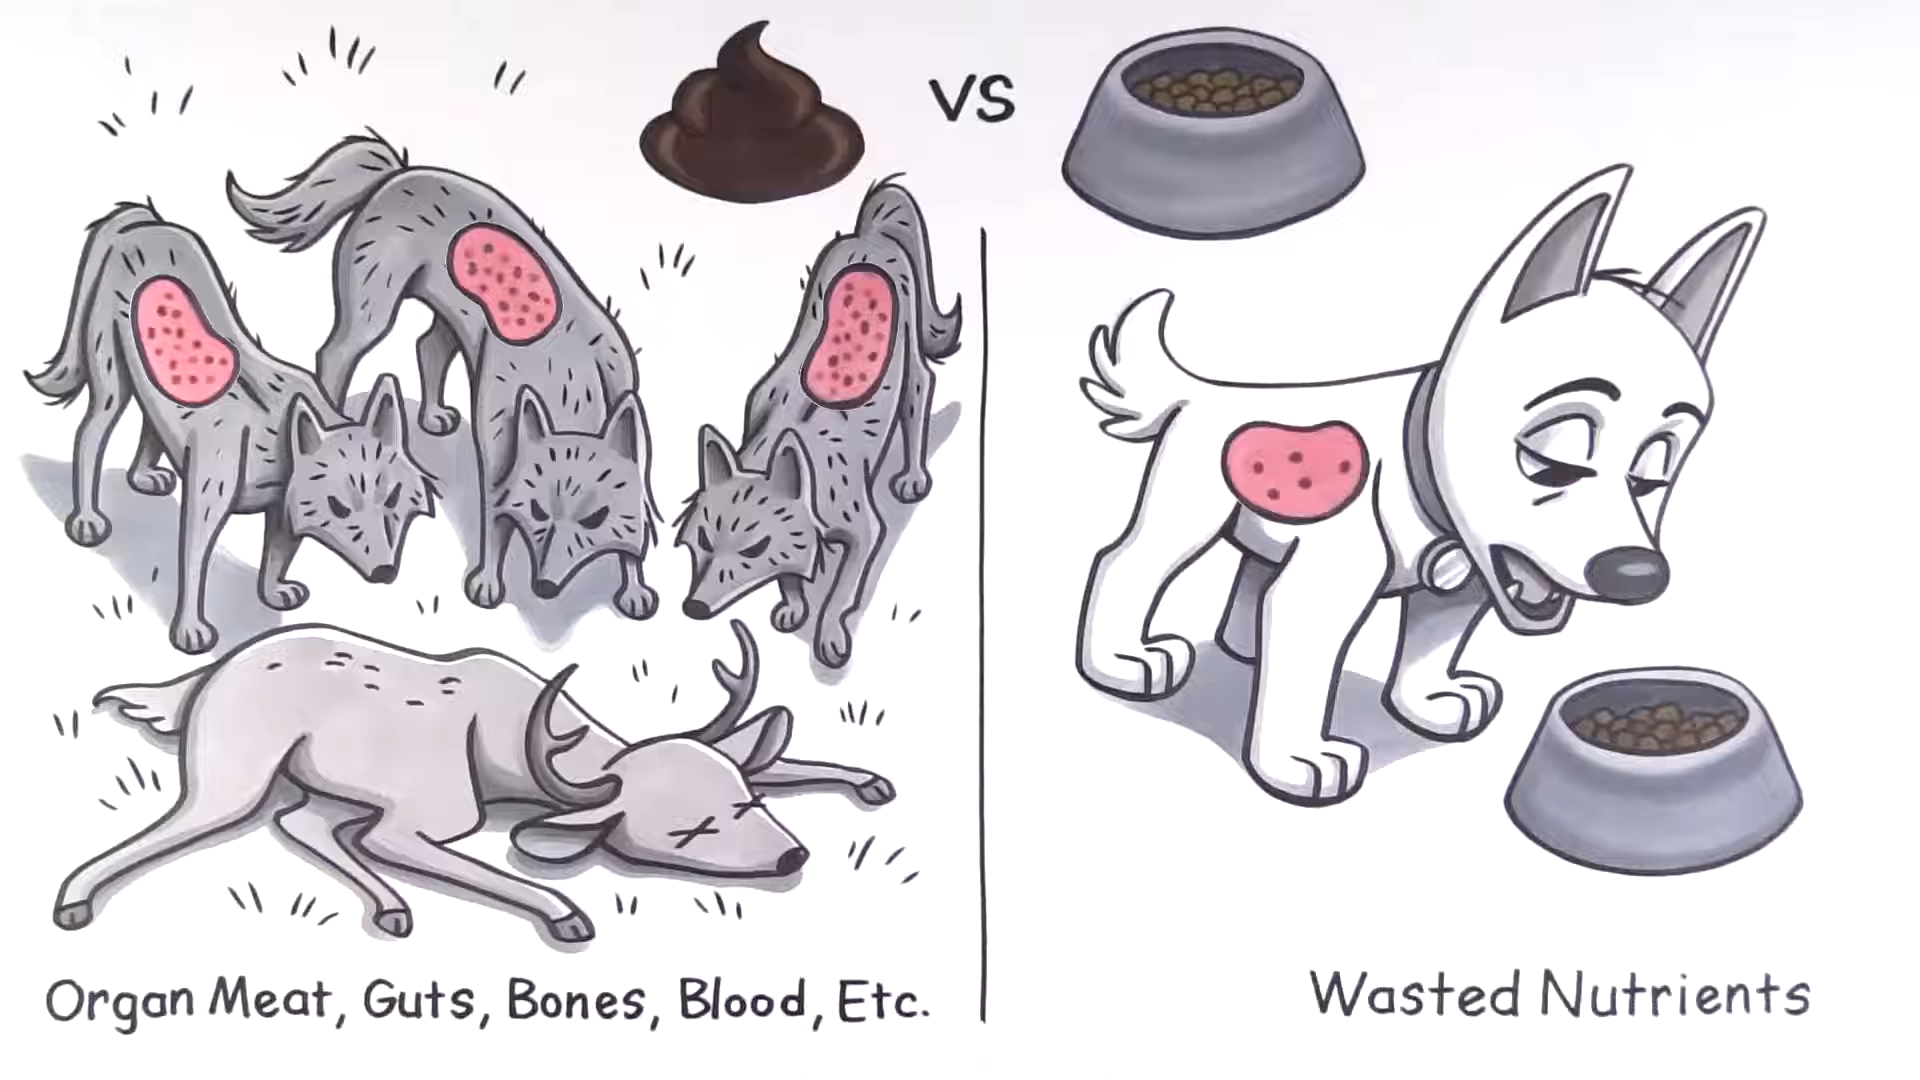 vs
Organ Meat, Guts, Bones, Blood, Etc.
Wasted Nutrients